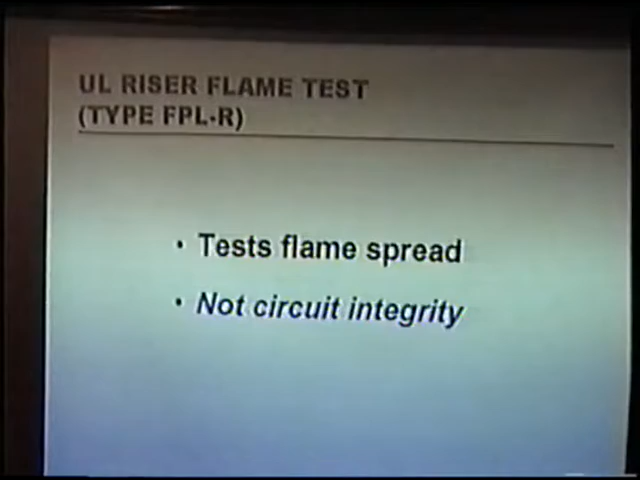 UL RISER FLAME TEST
(TYPE FPL-R)
• Tests flame spread
• Not circuit integrity